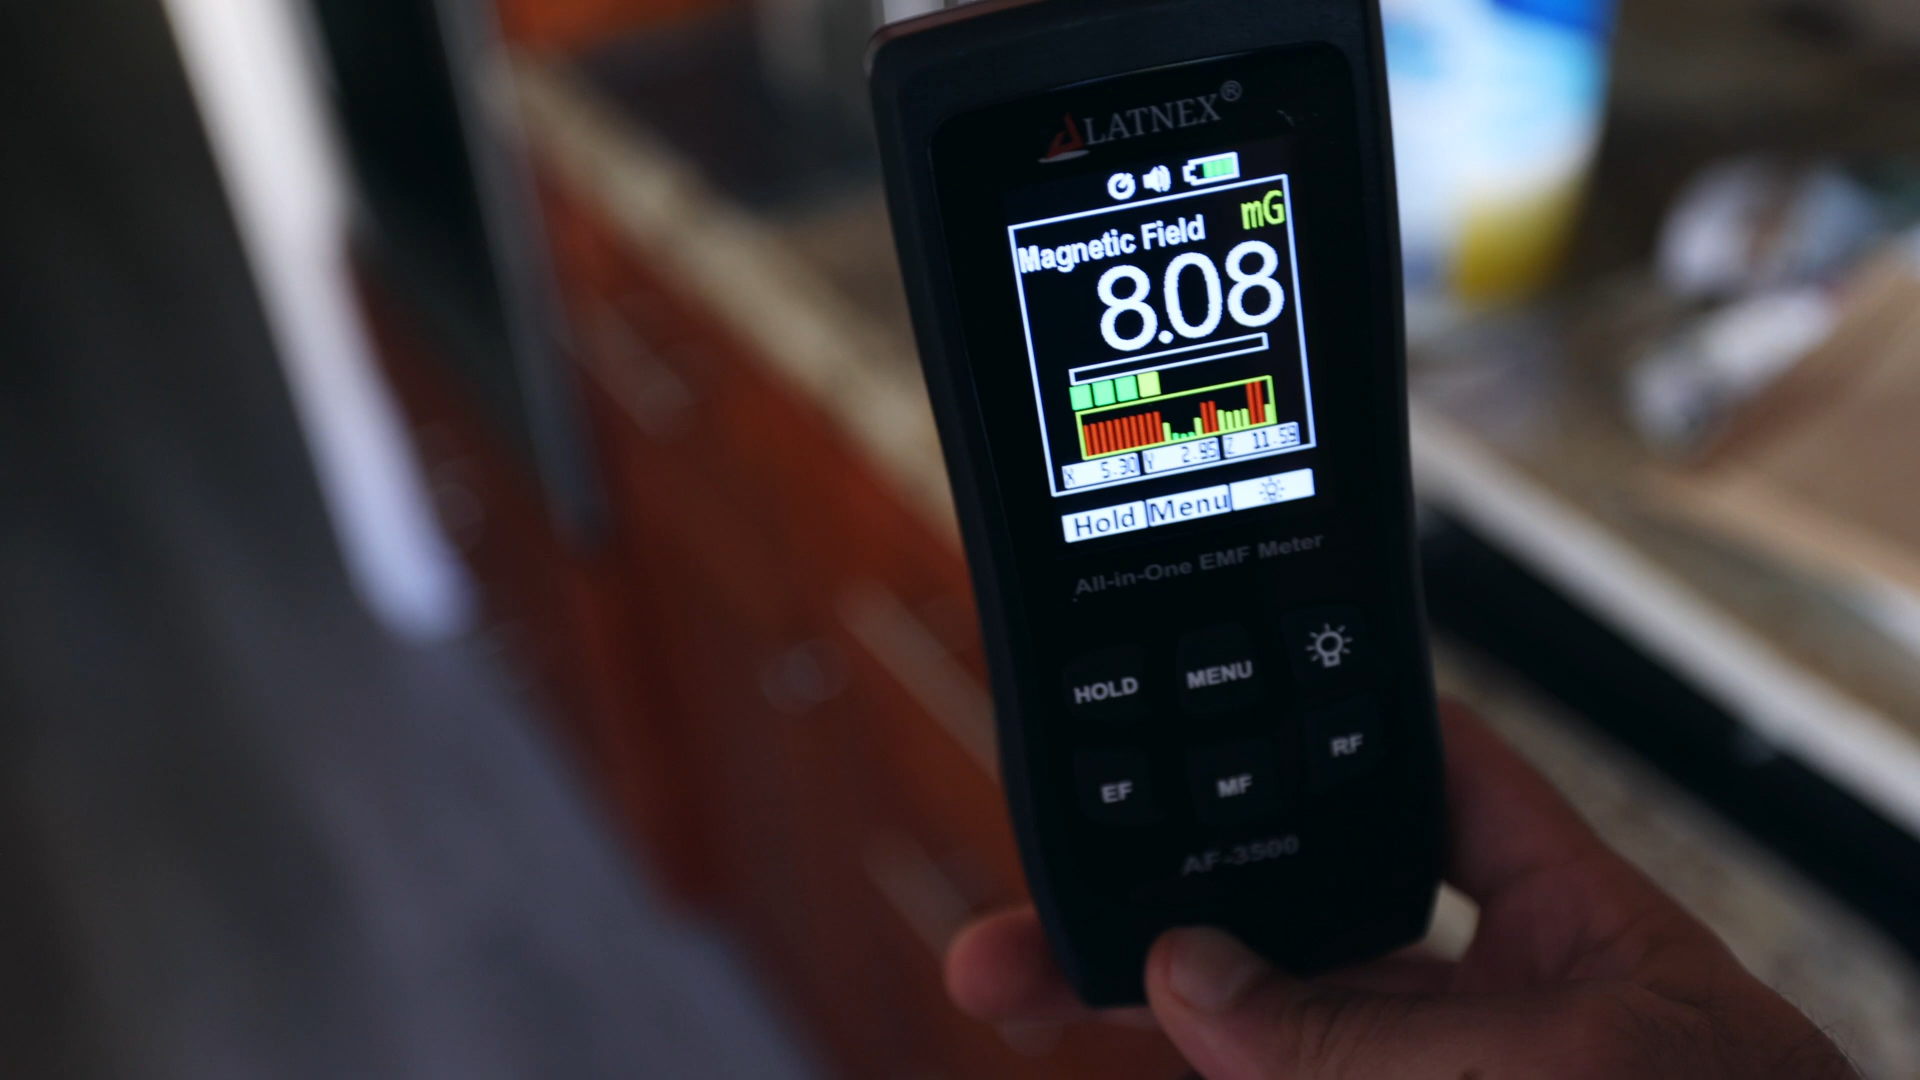 LATNEX®
mG
Magnetic Field
8.08
X 5.30 Y 2.95 Z 11.59
Hold Menu
All-in-One EMF Meter
HOLD MENU
EF MF RF
AF-3500